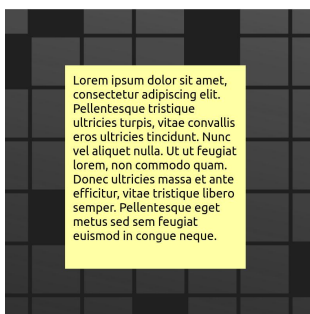 Lorem ipsum dolor sit amet,
consectetur adipiscing elit.
Pellentesque tristique
ultricies turpis, vitae convallis
eros ultricies tincidunt. Nunc
vel aliquet nulla. Ut ut feugiat
lorem, non commodo quam.
Donec ultricies massa et ante
efficitur, vitae tristique libero
semper. Pellentesque eget
metus sed sem feugiat
euismod in congue neque.